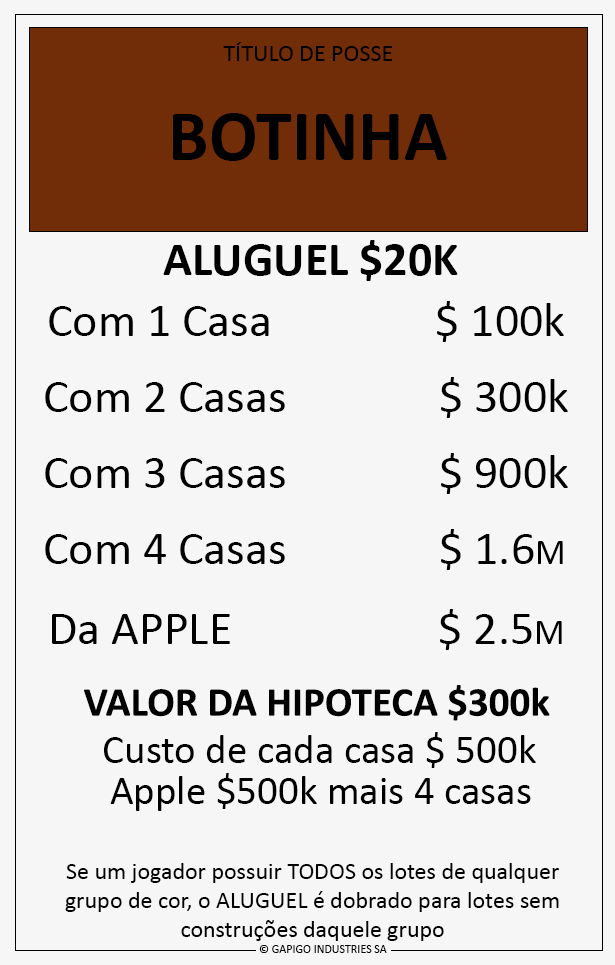 TÍTULO DE POSSE
BOTINHA
ALUGUEL $20K
Com 1 Casa $ 100k
Com 2 Casas $ 300k
Com 3 Casas $ 900k
Com 4 Casas $ 1.6M
Da APPLE $ 2.5M
VALOR DA HIPOTECA $300k
Custo de cada casa $ 500k
Apple $500k mais 4 casas
Se um jogador possuir TODOS os lotes de qualquer
grupo de cor, o ALUGUEL é dobrado para lotes sem
construções daquele grupo
© GAPIGO INDUSTRIES SA